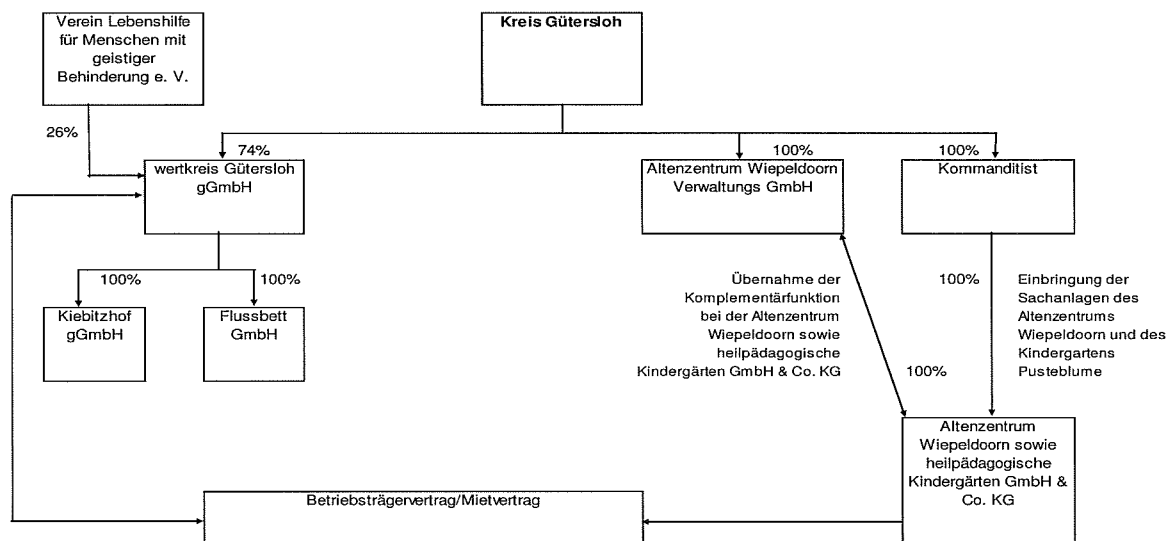 Verein Lebenshilfe
für Menschen mit
geistiger
Behinderung e. V.
Kreis Gütersloh
26%
74%
100%
100%
wertkreis Gütersloh
gGmbH
Altenzentrum Wiepeldoorn
Verwaltungs GmbH
Kommanditist
100%
100%
Kiebitzhof
gGmbH
Flussbett
GmbH
Übernahme der
Komplementärfunktion
bei der Altenzentrum
Wiepeldoorn sowie
heilpädagogische
Kindergärten GmbH & Co. KG
100%
100%
Einbringung der
Sachanlagen des
Altenzentrums
Wiepeldoorn und des
Kindergartens
Pusteblume
Altenzentrum
Wiepeldoorn sowie
heilpädagogische
Kindergärten GmbH &
Co. KG
Betriebsträgervertrag/Mietvertrag